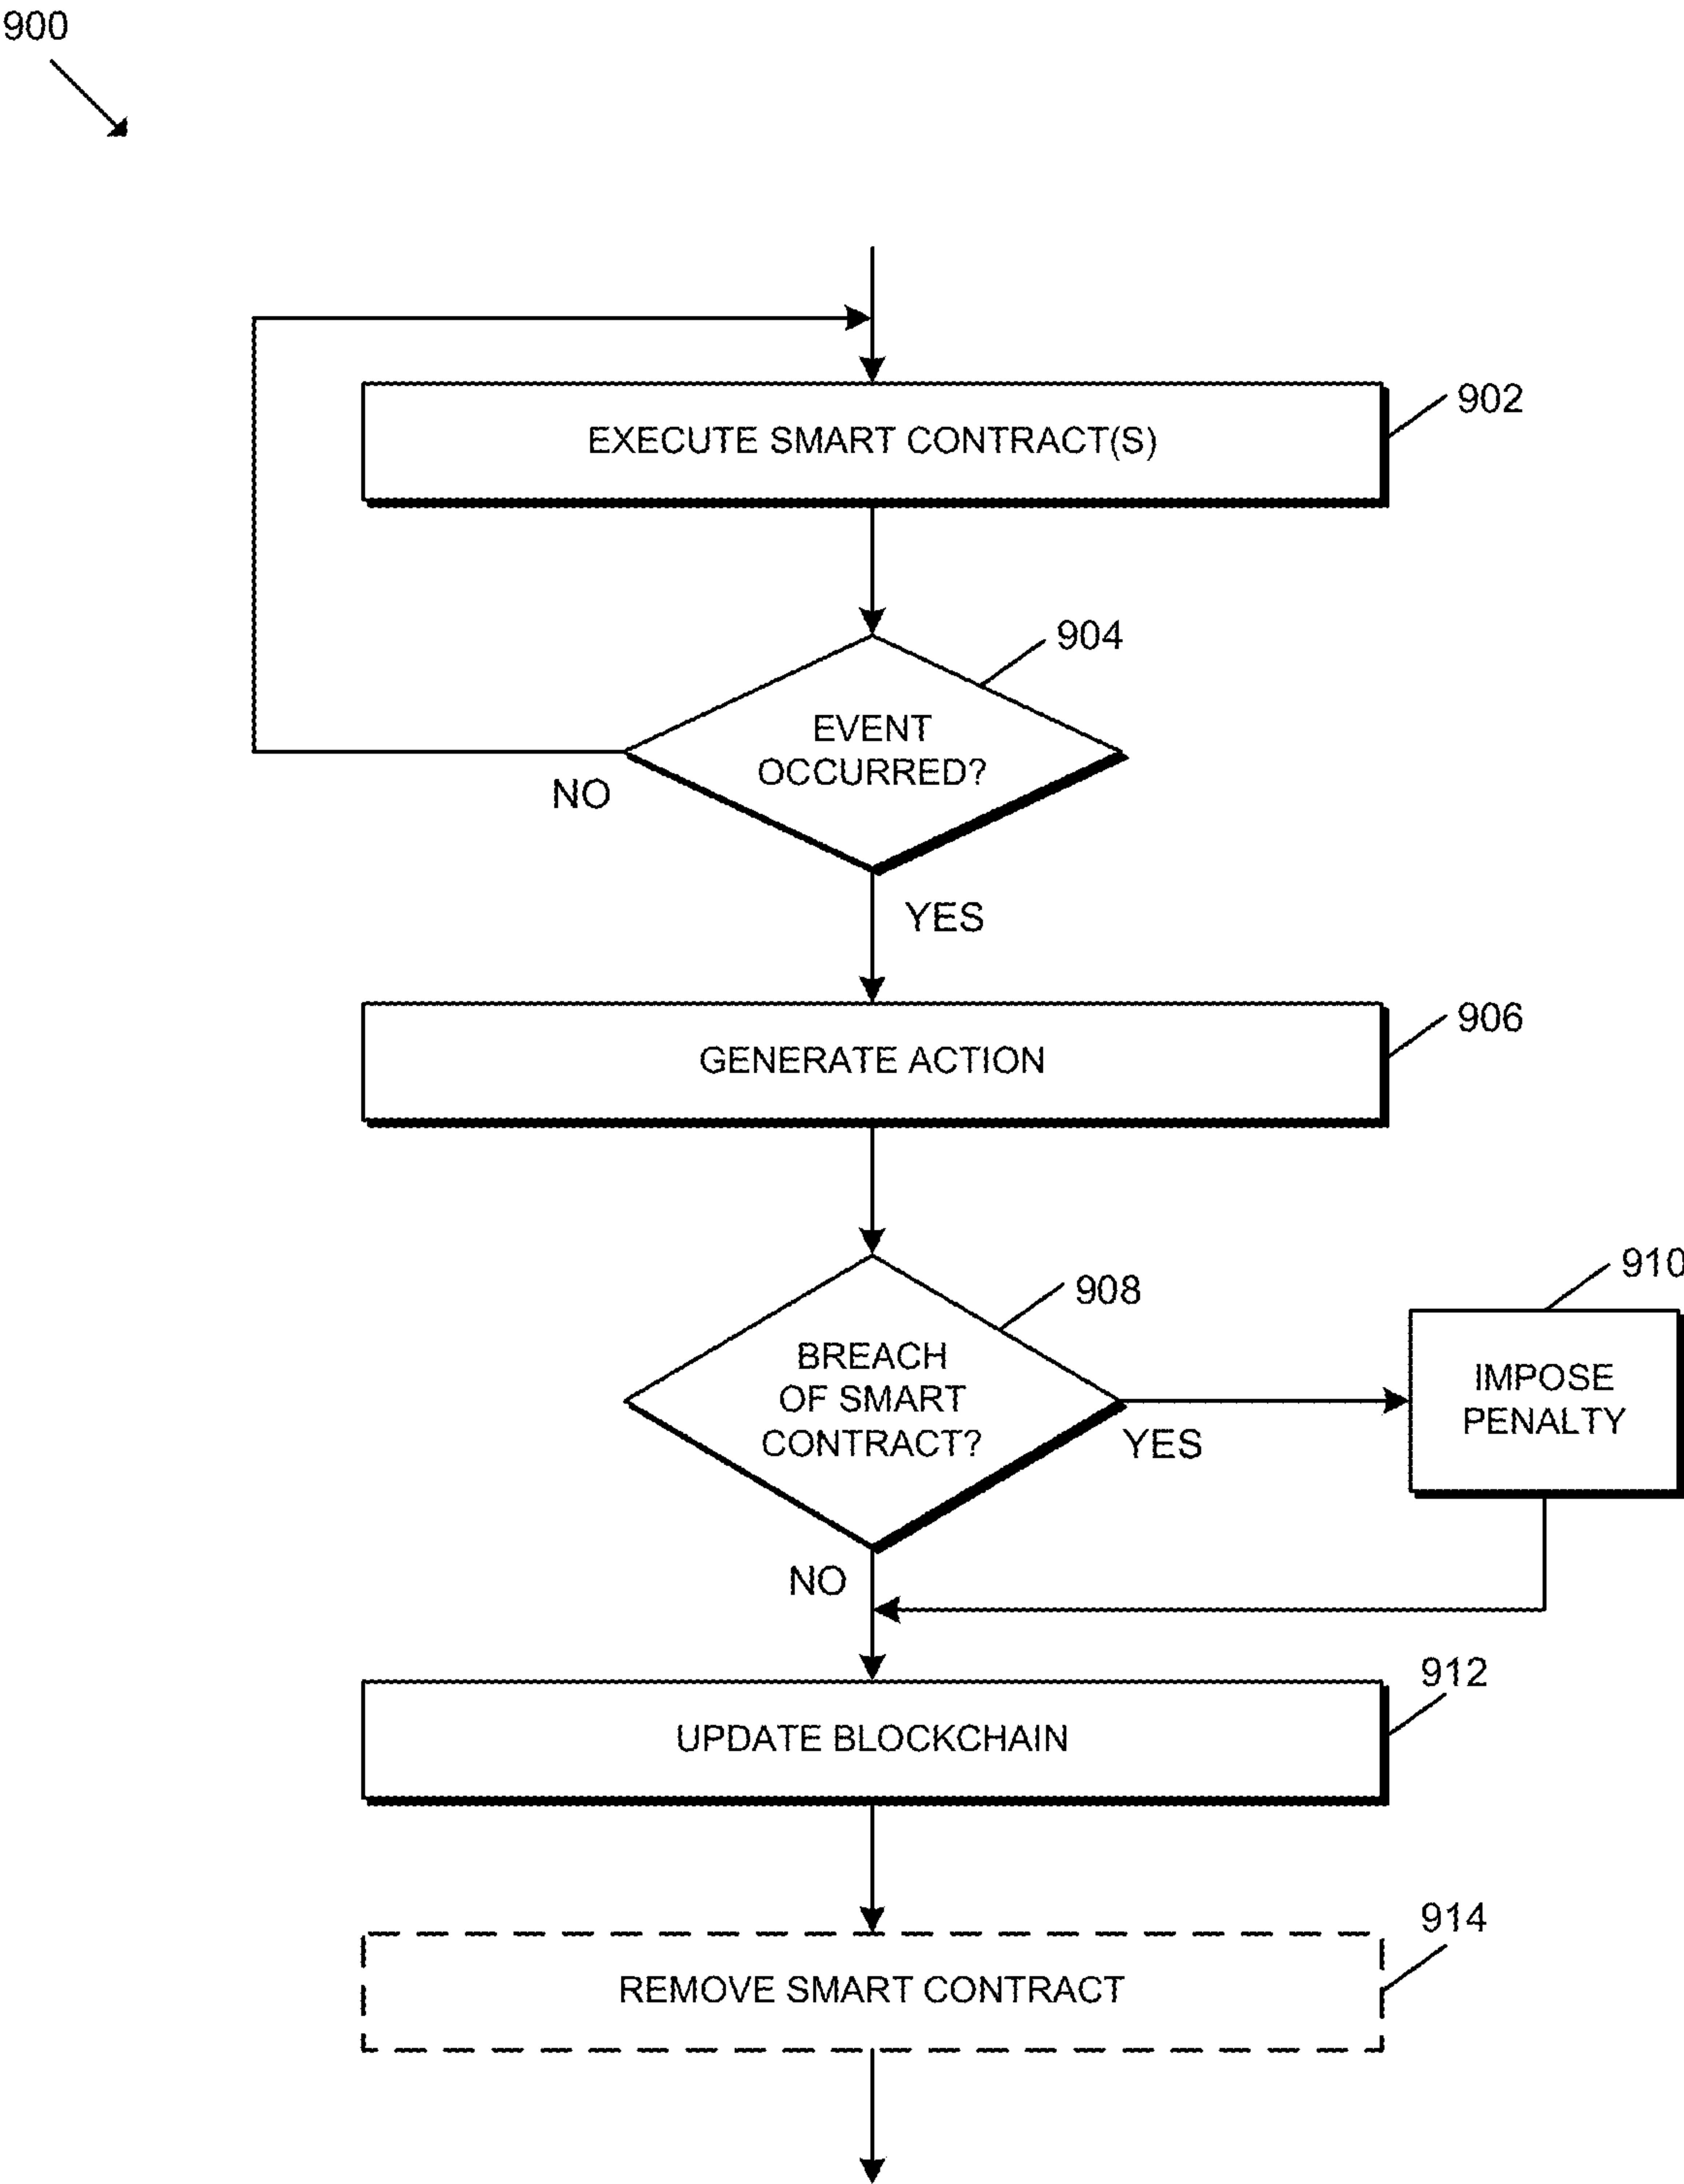 900
902
EXECUTE SMART CONTRACT(S)
904
EVENT
OCCURRED?
NO
YES
906
GENERATE ACTION
908
910
BREACH
OF SMART
CONTRACT?
IMPOSE
PENALTY
YES
NO
912
UPDATE BLOCKCHAIN
914
REMOVE SMART CONTRACT